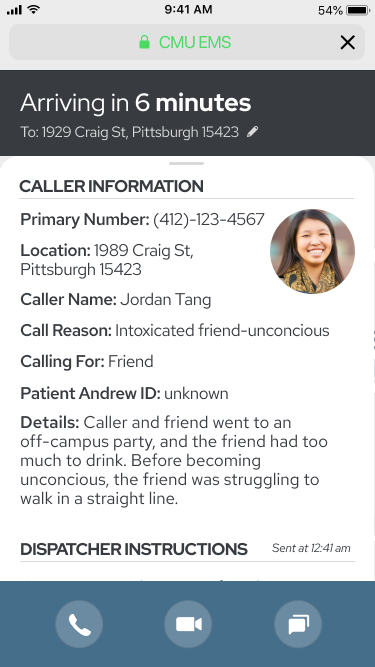 9:41 AM
54%
CMU EMS
Arriving in 6 minutes
To: 1929 Craig St, Pittsburgh 15423
CALLER INFORMATION
Primary Number: (412)-123-4567
Location: 1989 Craig St,
Pittsburgh 15423
Caller Name: Jordan Tang
Call Reason: Intoxicated friend-unconcious
Calling For: Friend
Patient Andrew ID: unknown
Details: Caller and friend went to an
off-campus party, and the friend had too
much to drink. Before becoming
unconcious, the friend was struggling to
walk in a straight line.
DISPATCHER INSTRUCTIONS
Sent at 12:41 am